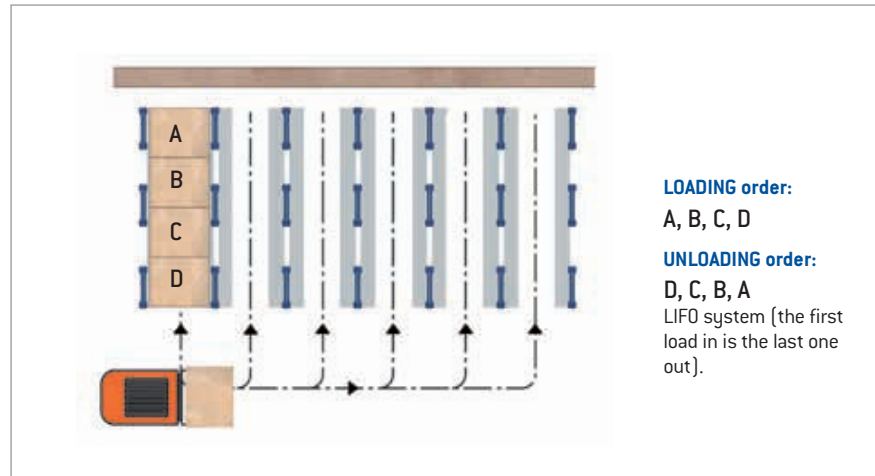 A
B
C
D
LOADING order:
A, B, C, D
UNLOADING order:
D, C, B, A
LIFO system (the first
load in is the last one
out).